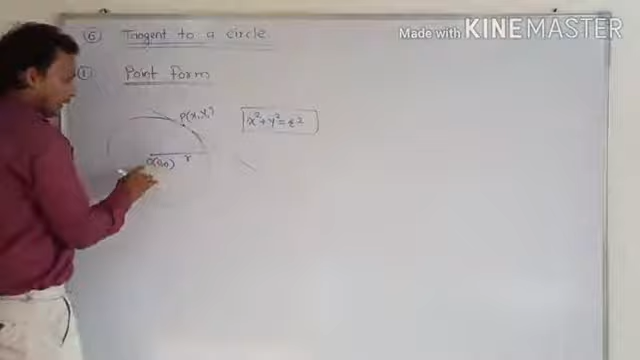 Made with KINEMASTER
⑥ Tangent to a circle
① Point form
P(x₁,y₁)
x²+y²=r²
O(0,0) r